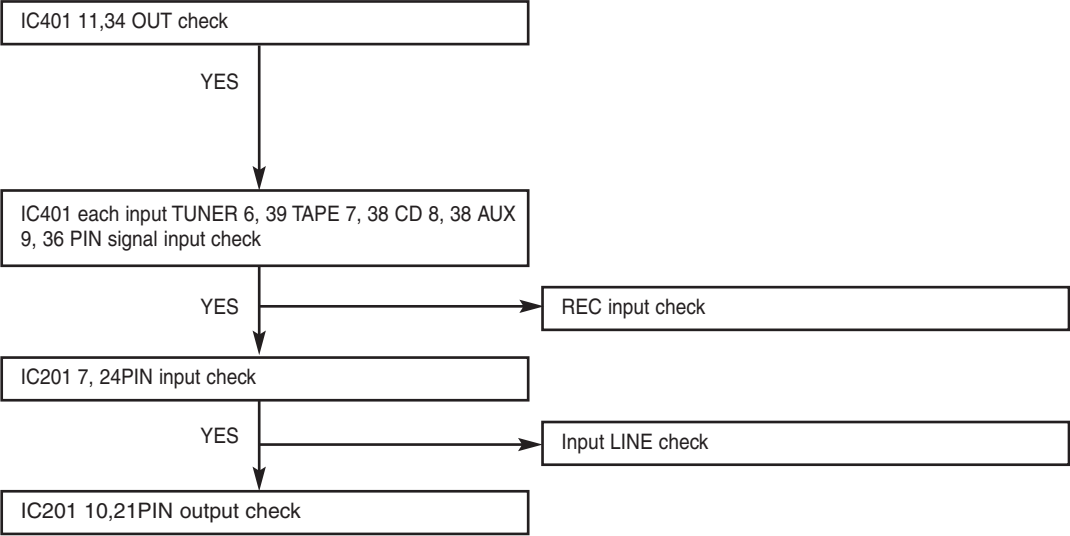 IC401 11,34 OUT check
YES
IC401 each input TUNER 6, 39 TAPE 7, 38 CD 8, 38 AUX
9, 36 PIN signal input check
YES
REC input check
IC201 7, 24PIN input check
YES
Input LINE check
IC201 10,21PIN output check